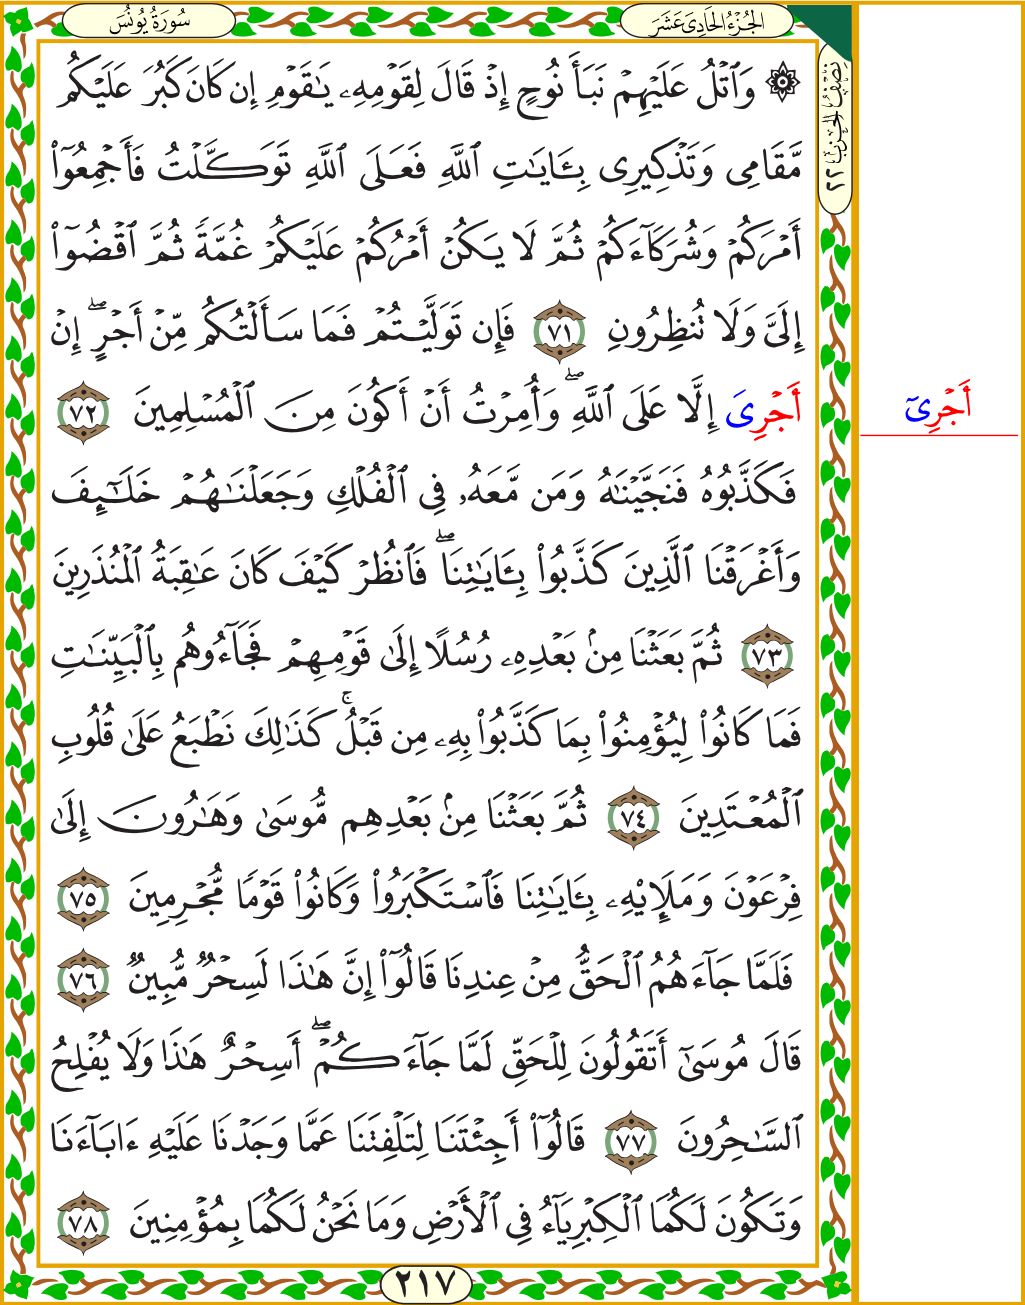 سُورَةُ يُونُسَ
الجُزْءُ الحَادِىَ عَشَرَ
نِصْفُ الحِزْبِ ٢٢
۞ وَٱتْلُ عَلَيْهِمْ نَبَأَ نُوحٍ إِذْ قَالَ لِقَوْمِهِۦ يَٰقَوْمِ إِن كَانَ كَبُرَ عَلَيْكُم
مَّقَامِى وَتَذْكِيرِى بِـَٔايَٰتِ ٱللَّهِ فَعَلَى ٱللَّهِ تَوَكَّلْتُ فَأَجْمِعُوٓا۟
أَمْرَكُمْ وَشُرَكَآءَكُمْ ثُمَّ لَا يَكُنْ أَمْرُكُمْ عَلَيْكُمْ غُمَّةً ثُمَّ ٱقْضُوٓا۟
إِلَىَّ وَلَا تُنظِرُونِ ٧١ فَإِن تَوَلَّيْتُمْ فَمَا سَأَلْتُكُم مِّنْ أَجْرٍ ۖ إِنْ
أَجْرِىَ إِلَّا عَلَى ٱللَّهِ ۖ وَأُمِرْتُ أَنْ أَكُونَ مِنَ ٱلْمُسْلِمِينَ ٧٢
أَجْرِىٓ
فَكَذَّبُوهُ فَنَجَّيْنَٰهُ وَمَن مَّعَهُۥ فِى ٱلْفُلْكِ وَجَعَلْنَٰهُمْ خَلَٰٓئِفَ
وَأَغْرَقْنَا ٱلَّذِينَ كَذَّبُوا۟ بِـَٔايَٰتِنَا ۖ فَٱنظُرْ كَيْفَ كَانَ عَٰقِبَةُ ٱلْمُنذَرِينَ
٧٣ ثُمَّ بَعَثْنَا مِنۢ بَعْدِهِۦ رُسُلًا إِلَىٰ قَوْمِهِمْ فَجَآءُوهُم بِٱلْبَيِّنَٰتِ
فَمَا كَانُوا۟ لِيُؤْمِنُوا۟ بِمَا كَذَّبُوا۟ بِهِۦ مِن قَبْلُ ۚ كَذَٰلِكَ نَطْبَعُ عَلَىٰ قُلُوبِ
ٱلْمُعْتَدِينَ ٧٤ ثُمَّ بَعَثْنَا مِنۢ بَعْدِهِم مُّوسَىٰ وَهَٰرُونَ إِلَىٰ
فِرْعَوْنَ وَمَلَإِي۟هِۦ بِـَٔايَٰتِنَا فَٱسْتَكْبَرُوا۟ وَكَانُوا۟ قَوْمًا مُّجْرِمِينَ ٧٥
فَلَمَّا جَآءَهُمُ ٱلْحَقُّ مِنْ عِندِنَا قَالُوٓا۟ إِنَّ هَٰذَا لَسِحْرٌ مُّبِينٌ ٧٦
قَالَ مُوسَىٰٓ أَتَقُولُونَ لِلْحَقِّ لَمَّا جَآءَكُمْ ۖ أَسِحْرٌ هَٰذَا وَلَا يُفْلِحُ
ٱلسَّٰحِرُونَ ٧٧ قَالُوٓا۟ أَجِئْتَنَا لِتَلْفِتَنَا عَمَّا وَجَدْنَا عَلَيْهِ ءَابَآءَنَا
وَتَكُونَ لَكُمَا ٱلْكِبْرِيَآءُ فِى ٱلْأَرْضِ وَمَا نَحْنُ لَكُمَا بِمُؤْمِنِينَ ٧٨
٢١٧